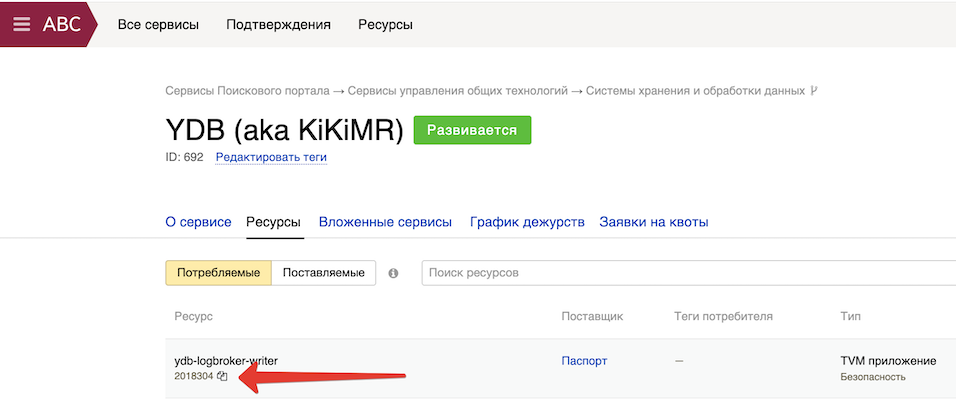 ABC Все сервисы Подтверждения Ресурсы
Сервисы Поискового портала → Сервисы управления общих технологий → Системы хранения и обработки данных
YDB (aka KiKiMR) Развивается
ID: 692 Редактировать теги
О сервисе Ресурсы Вложенные сервисы График дежурств Заявки на квоты
Потребляемые Поставляемые Поиск ресурсов
Ресурс Поставщик Теги потребителя Тип
ydb-logbroker-writer Паспорт — TVM приложение
2018304 Безопасность